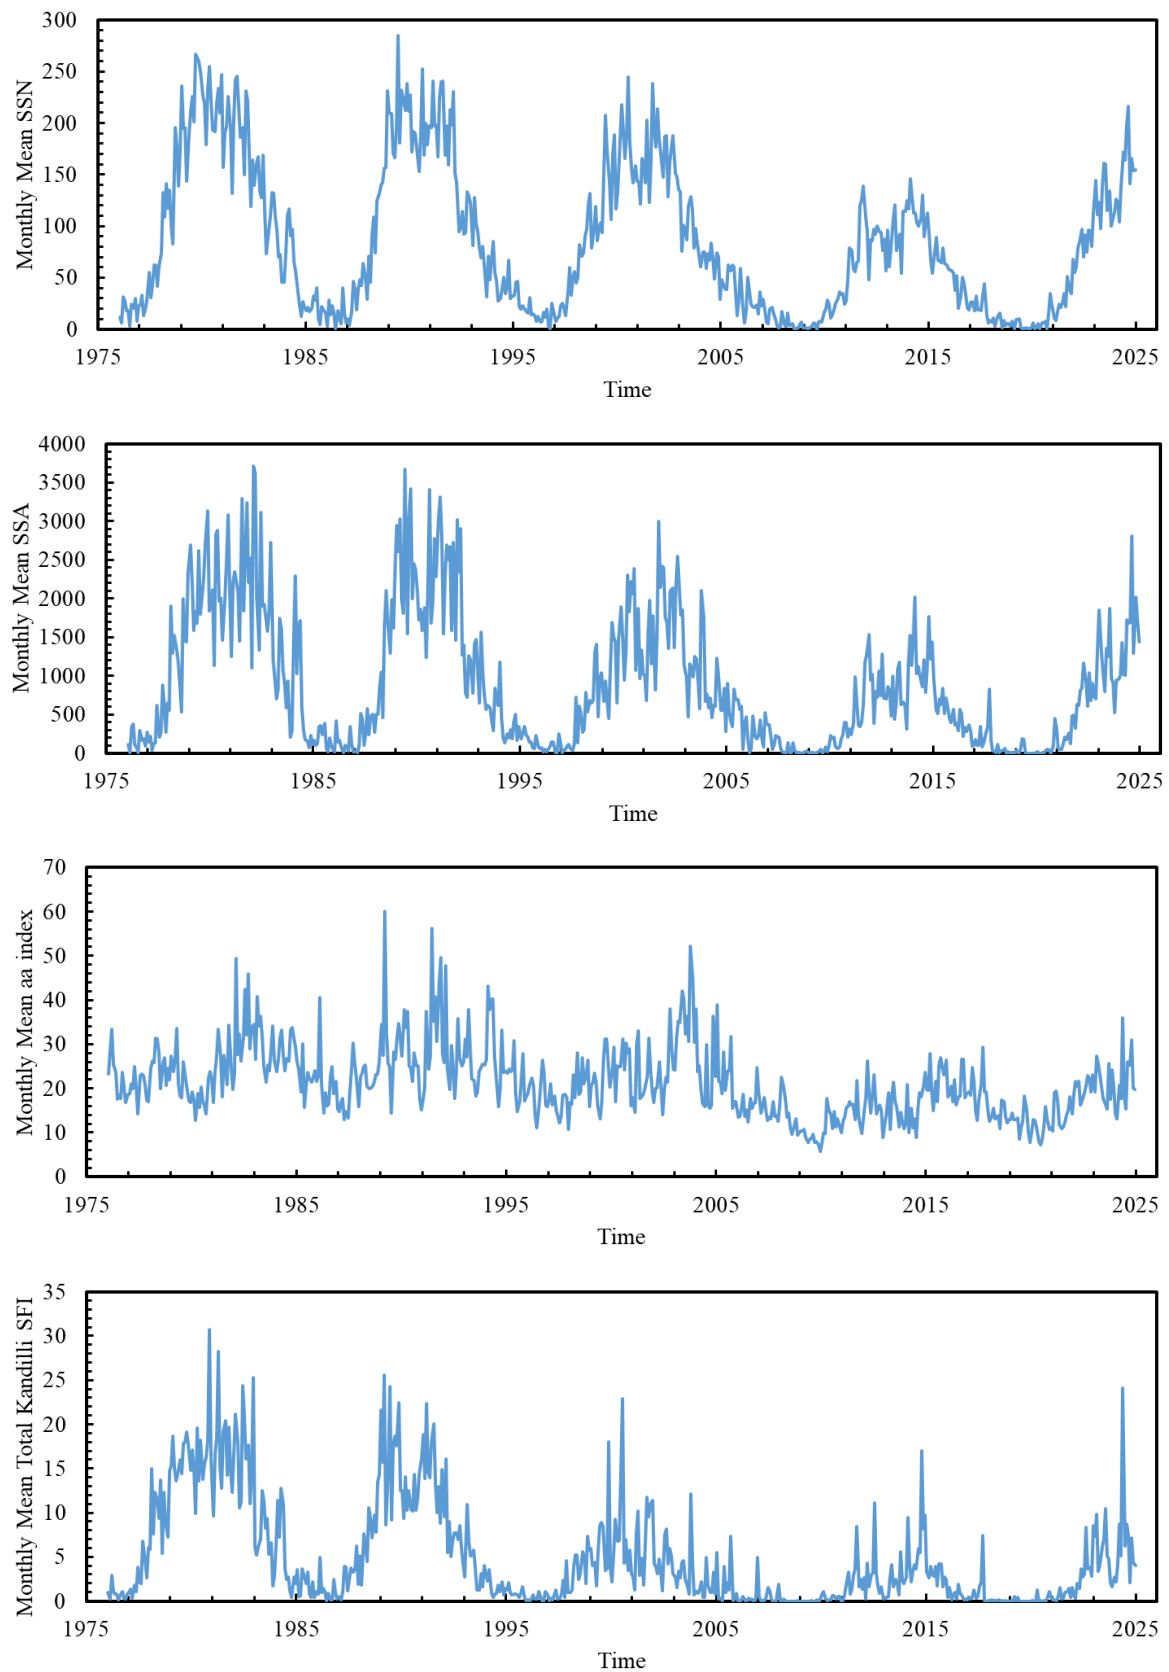 Monthly Mean SSN
300
250
200
150
100
50
0
1975 1985 1995 2005 2015 2025
Time
Monthly Mean SSA
4000
3500
3000
2500
2000
1500
1000
500
0
1975 1985 1995 2005 2015 2025
Time
Monthly Mean aa index
70
60
50
40
30
20
10
0
1975 1985 1995 2005 2015 2025
Time
Monthly Mean Total Kandilli SFI
35
30
25
20
15
10
5
0
1975 1985 1995 2005 2015 2025
Time